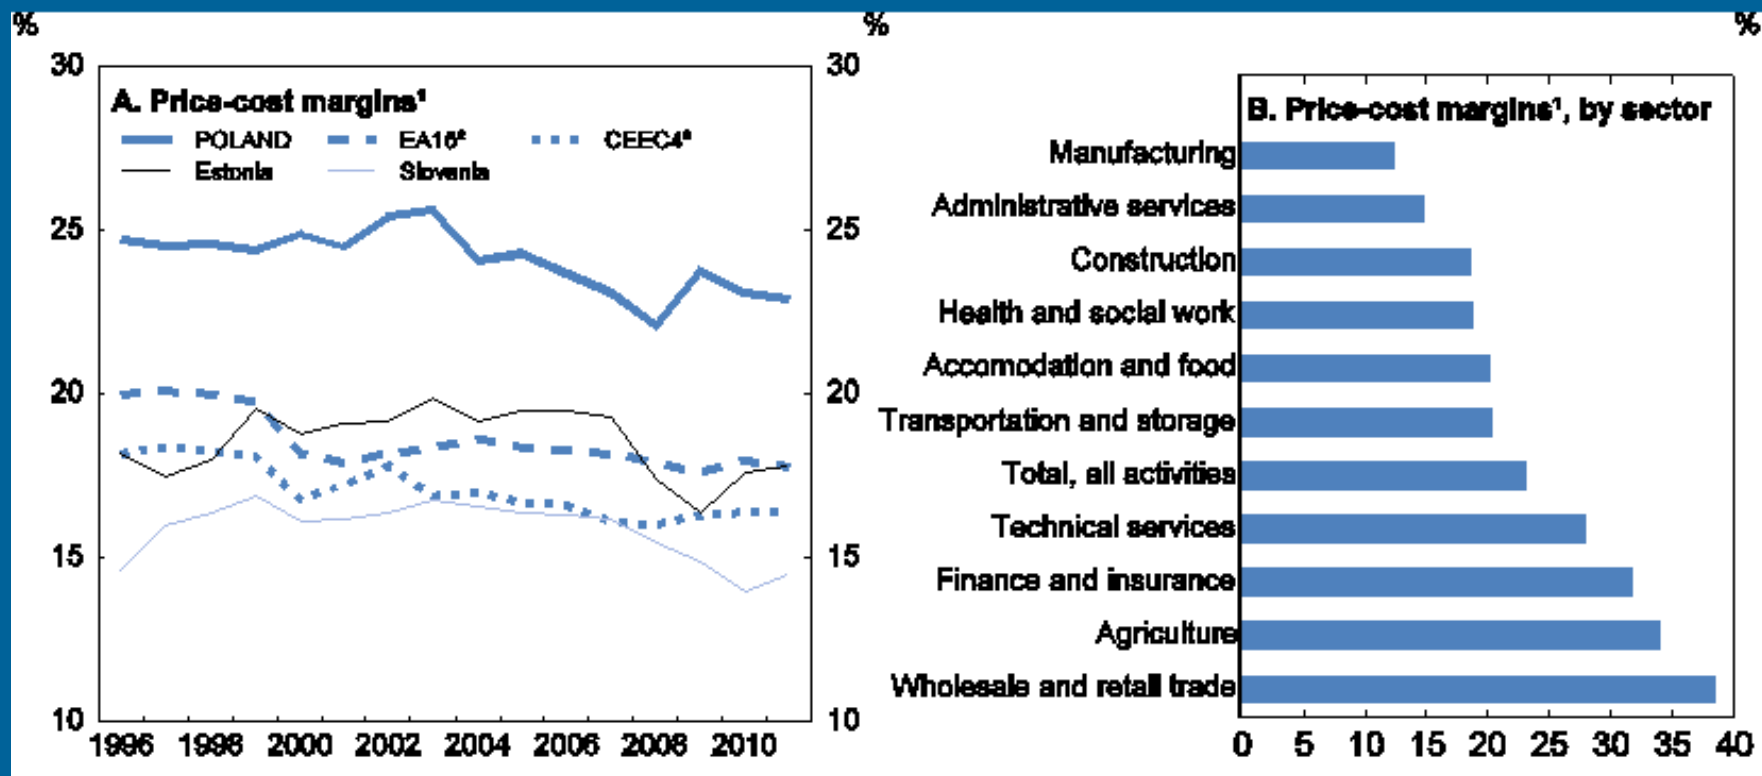 % % %
A. Price-cost margins¹
POLAND EA15² CEEC4³
Estonia Slovenia
30 30
25 25
20 20
15 15
10 10
1996 1998 2000 2002 2004 2006 2008 2010
B. Price-cost margins¹, by sector
Manufacturing
Administrative services
Construction
Health and social work
Accomodation and food
Transportation and storage
Total, all activities
Technical services
Finance and insurance
Agriculture
Wholesale and retail trade
0 5 10 15 20 25 30 35 40